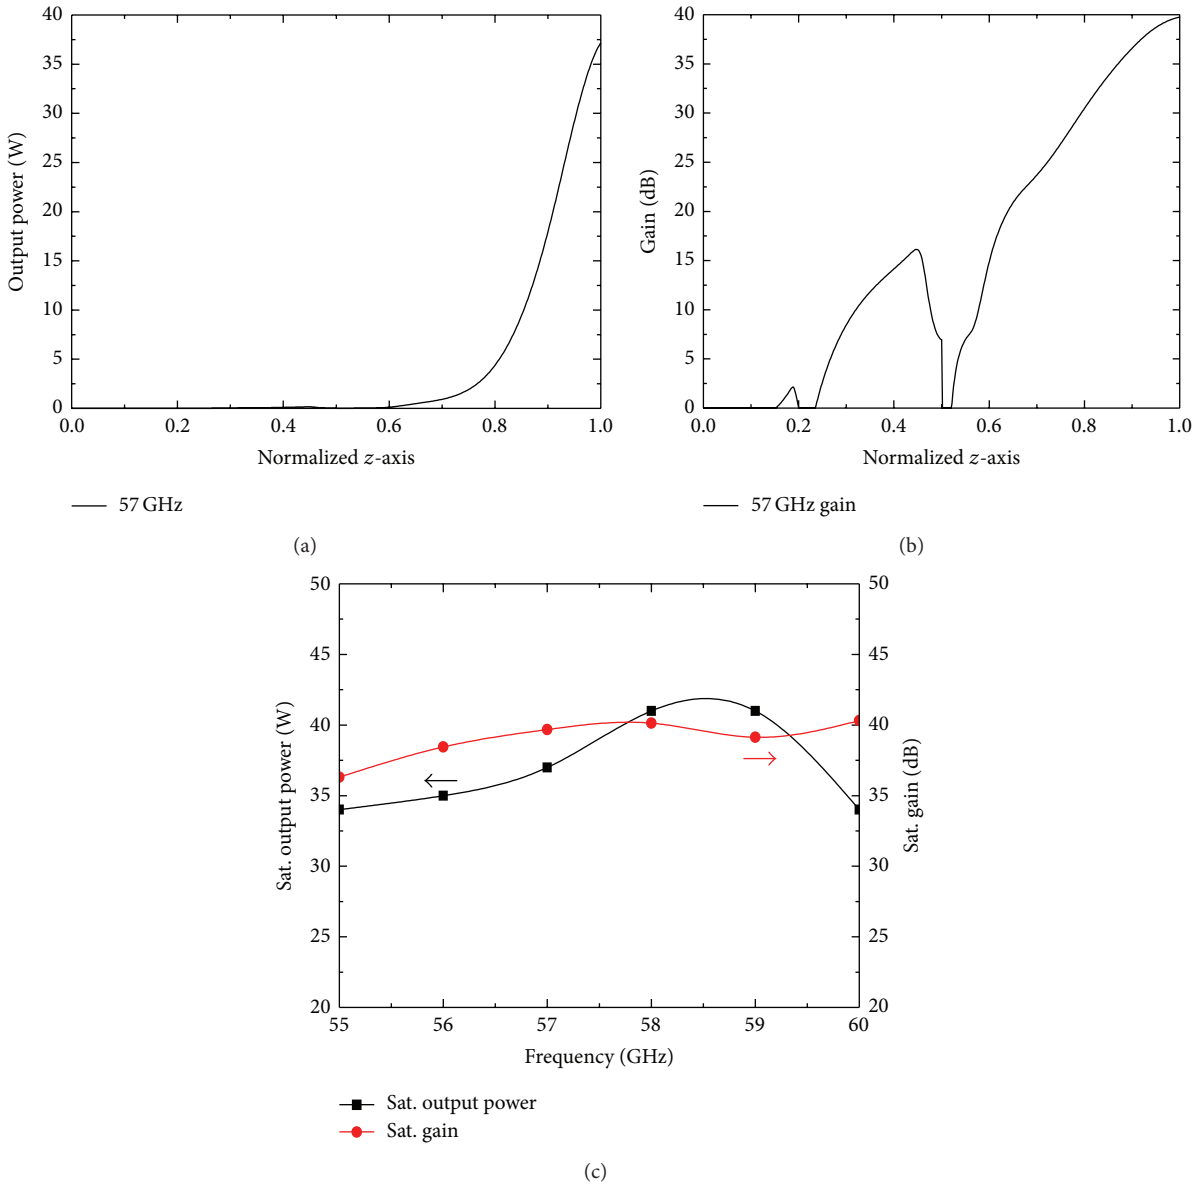 40
35
30
25
20
15
10
5
0
Output power (W)
0.0 0.2 0.4 0.6 0.8 1.0
Normalized z-axis
57 GHz
(a)
40
35
30
25
20
15
10
5
0
Gain (dB)
0.0 0.2 0.4 0.6 0.8 1.0
Normalized z-axis
57 GHz gain
(b)
50
45
40
35
30
25
20
Sat. output power (W)
50
45
40
35
30
25
20
Sat. gain (dB)
55 56 57 58 59 60
Frequency (GHz)
Sat. output power
Sat. gain
(c)